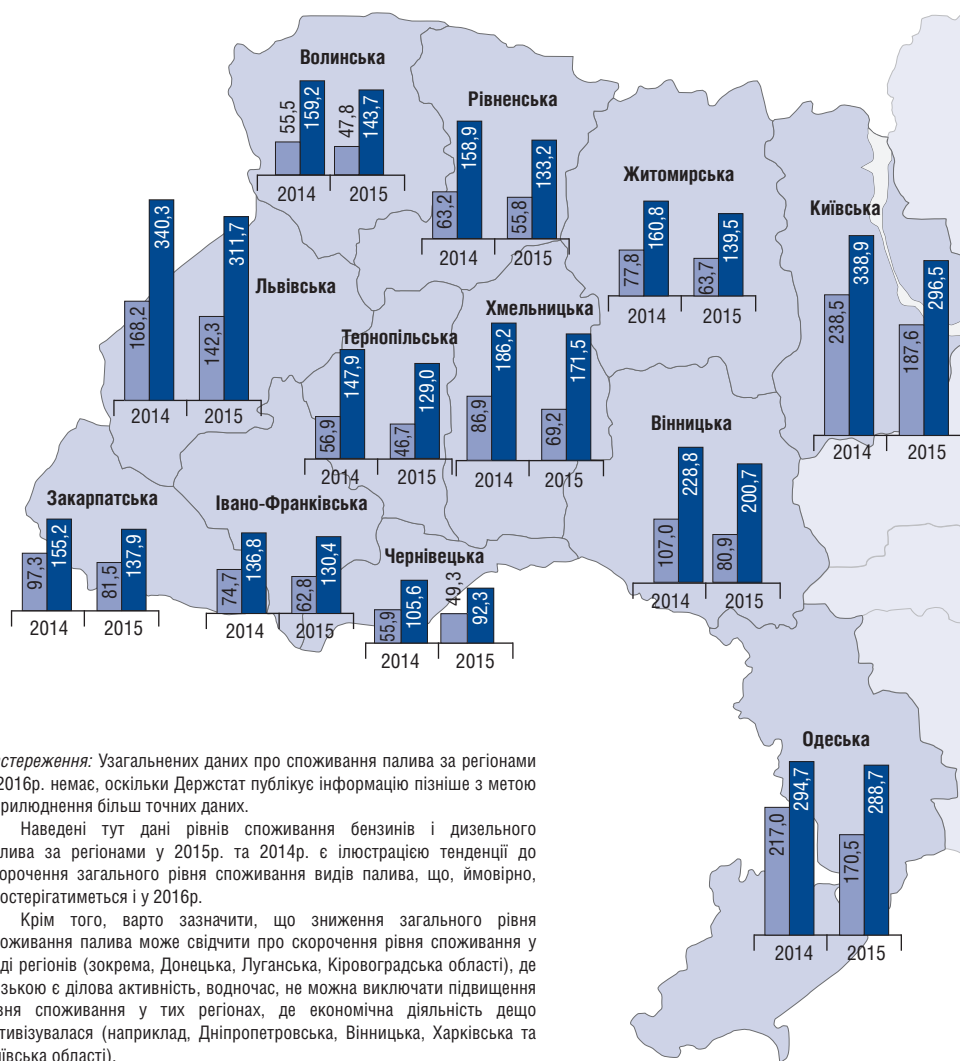 Волинська
55,5 159,2 47,8 143,7
2014 2015
Рівненська
63,2 158,9 55,8 133,2
2014 2015
Житомирська
77,8 160,8 63,7 139,5
2014 2015
Київська
238,5 338,9 187,6 296,5
2014 2015
Львівська
168,2 340,3 142,3 311,7
2014 2015
Тернопільська
56,9 147,9 46,7 129,0
2014 2015
Хмельницька
86,9 186,2 69,2 171,5
2014 2015
Вінницька
107,0 228,8 80,9 200,7
2014 2015
Закарпатська
97,3 155,2 81,5 137,9
2014 2015
Івано-Франківська
74,7 136,8 62,8 130,4
2014 2015
Чернівецька
55,9 105,6 49,3 92,3
2014 2015
Одеська
217,0 294,7 170,5 288,7
2014 2015
стереження: Узагальнених даних про споживання палива за регіонами
2016р. немає, оскільки Держстат публікує інформацію пізніше з метою
рилюднення більш точних даних.
Наведені тут дані рівнів споживання бензинів і дизельного
лива за регіонами у 2015р. та 2014р. є ілюстрацією тенденції до
орочення загального рівня споживання видів палива, що, ймовірно,
остерігатиметься і у 2016р.
Крім того, варто зазначити, що зниження загального рівня
оживання палива може свідчити про скорочення рівня споживання у
ді регіонів (зокрема, Донецька, Луганська, Кіровоградська області), де
зькою є ділова активність, водночас, не можна виключати підвищення
вня споживання у тих регіонах, де економічна діяльність дещо
тивізувалася (наприклад, Дніпропетровська, Вінницька, Харківська та
ївська області).